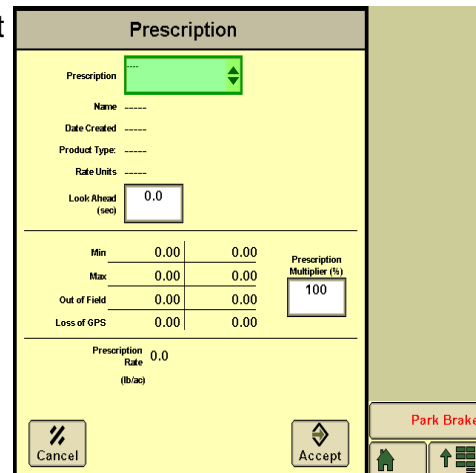 t
Prescription
Prescription ----
Name -----
Date Created -----
Product Type: -----
Rate Units -----
Look Ahead (sec) 0.0
Min 0.00 0.00
Max 0.00 0.00
Out of Field 0.00 0.00
Loss of GPS 0.00 0.00
Prescription
Multiplier (%)
100
Prescription
Rate 0.0
(lb/ac)
Cancel
Accept
Park Brake